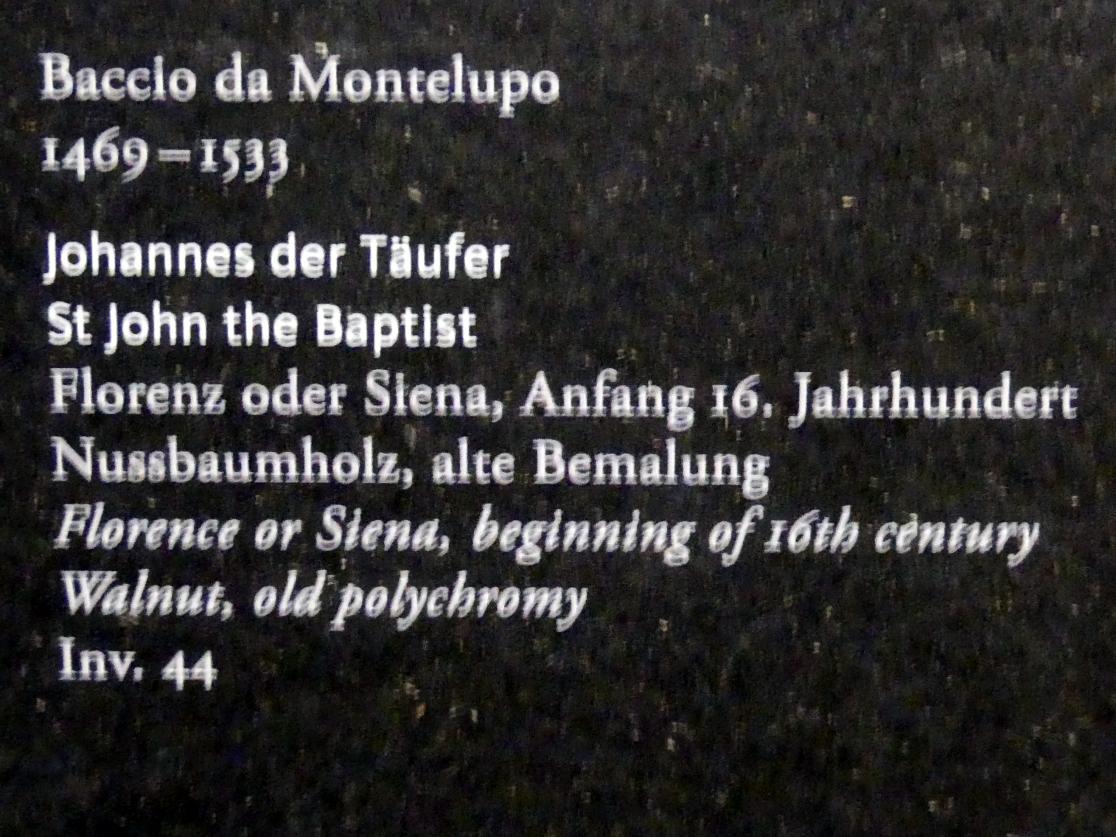 Baccio da Montelupo
1469–1533
Johannes der Täufer
St John the Baptist
Florenz oder Siena, Anfang 16. Jahrhundert
Nussbaumholz, alte Bemalung
Florence or Siena, beginning of 16th century
Walnut, old polychromy
Inv. 44